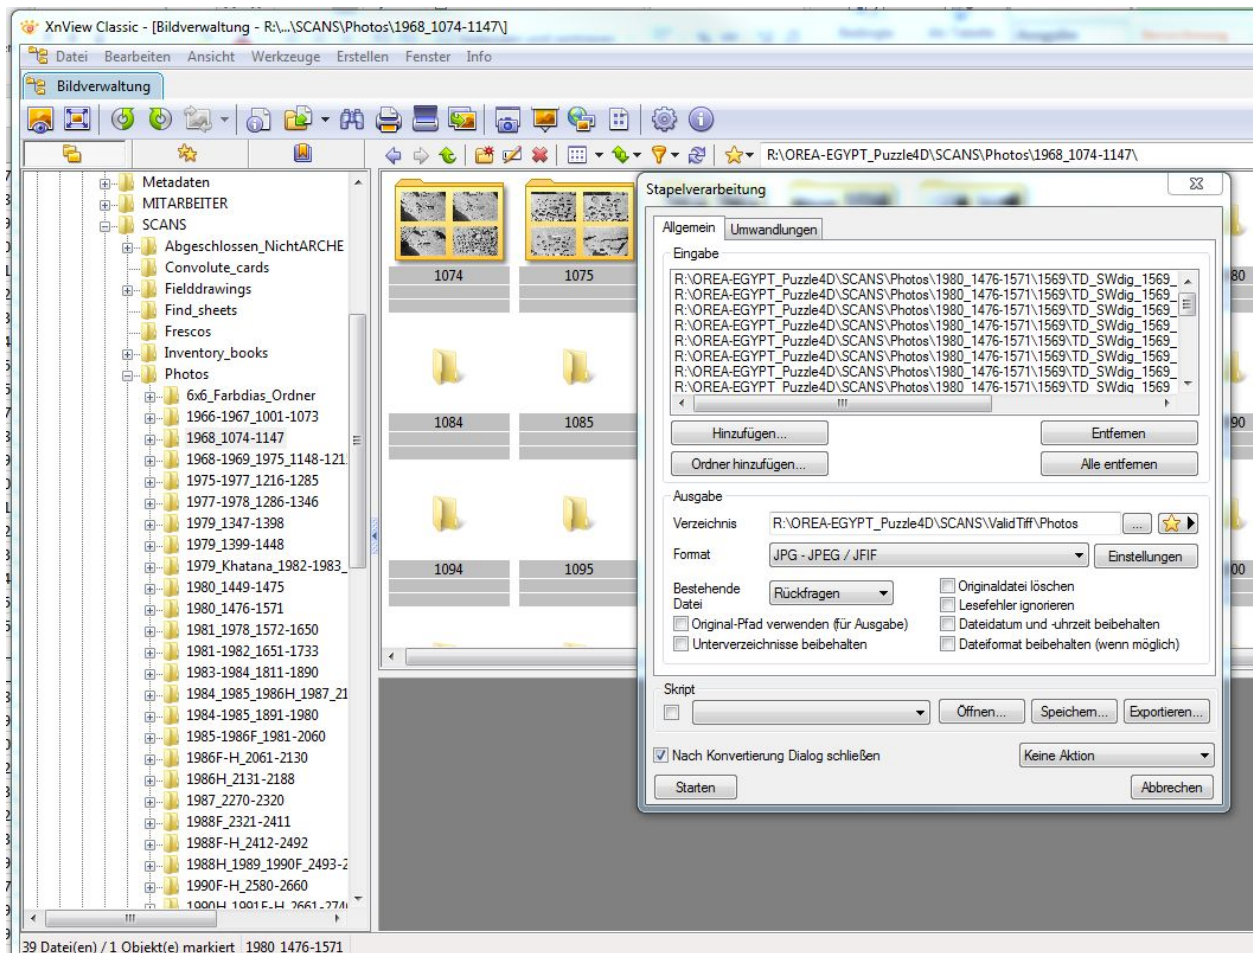 XnView Classic - [Bildverwaltung - R:\...\SCANS\Photos\1968_1074-1147\]
Datei Bearbeiten Ansicht Werkzeuge Erstellen Fenster Info
Bildverwaltung
R:\OREA-EGYPT_Puzzle4D\SCANS\Photos\1968_1074-1147\
Metadaten
MITARBEITER
SCANS
Abgeschlossen_NichtARCHE
Convolute_cards
Fielddrawings
Find_sheets
Frescos
Inventory_books
Photos
6x6_Farbdias_Ordner
1966-1967_1001-1073
1968_1074-1147
1968-1969_1975_1148-121
1975-1977_1216-1285
1977-1978_1286-1346
1979_1347-1398
1979_1399-1448
1979_Khatana_1982-1983_
1980_1449-1475
1980_1476-1571
1981_1978_1572-1650
1981-1982_1651-1733
1983-1984_1811-1890
1984_1985_1986H_1987_21
1984-1985_1891-1980
1985-1986F_1981-2060
1986F-H_2061-2130
1986H_2131-2188
1987_2270-2320
1988F_2321-2411
1988F-H_2412-2492
1988H_1989_1990F_2493-2
1990F-H_2580-2660
1990H_1991F-H_2661-274
1074 1075 80
1084 1085 90
1094 1095 00
Stapelverarbeitung
Allgemein Umwandlungen
Eingabe
R:\OREA-EGYPT_Puzzle4D\SCANS\Photos\1980_1476-1571\1569\TD_SWdig_1569_
R:\OREA-EGYPT_Puzzle4D\SCANS\Photos\1980_1476-1571\1569\TD_SWdig_1569_
R:\OREA-EGYPT_Puzzle4D\SCANS\Photos\1980_1476-1571\1569\TD_SWdig_1569_
R:\OREA-EGYPT_Puzzle4D\SCANS\Photos\1980_1476-1571\1569\TD_SWdig_1569_
R:\OREA-EGYPT_Puzzle4D\SCANS\Photos\1980_1476-1571\1569\TD_SWdig_1569_
R:\OREA-EGYPT_Puzzle4D\SCANS\Photos\1980_1476-1571\1569\TD_SWdig_1569_
R:\OREA-EGYPT_Puzzle4D\SCANS\Photos\1980_1476-1571\1569\TD_SWdig_1569_
R:\OREA-EGYPT_Puzzle4D\SCANS\Photos\1980_1476-1571\1569\TD_SWdig_1569
Hinzufügen... Entfernen
Ordner hinzufügen... Alle entfernen
Ausgabe
Verzeichnis R:\OREA-EGYPT_Puzzle4D\SCANS\ValidTiff\Photos ...
Format JPG - JPEG / JFIF Einstellungen
Bestehende Datei Rückfragen
Originaldatei löschen
Lesefehler ignorieren
Original-Pfad verwenden (für Ausgabe) Dateidatum und -uhrzeit beibehalten
Unterverzeichnisse beibehalten Dateiformat beibehalten (wenn möglich)
Skript
Öffnen... Speichern... Exportieren...
Nach Konvertierung Dialog schließen Keine Aktion
Starten Abbrechen
39 Datei(en) / 1 Objekt(e) markiert 1980_1476-1571